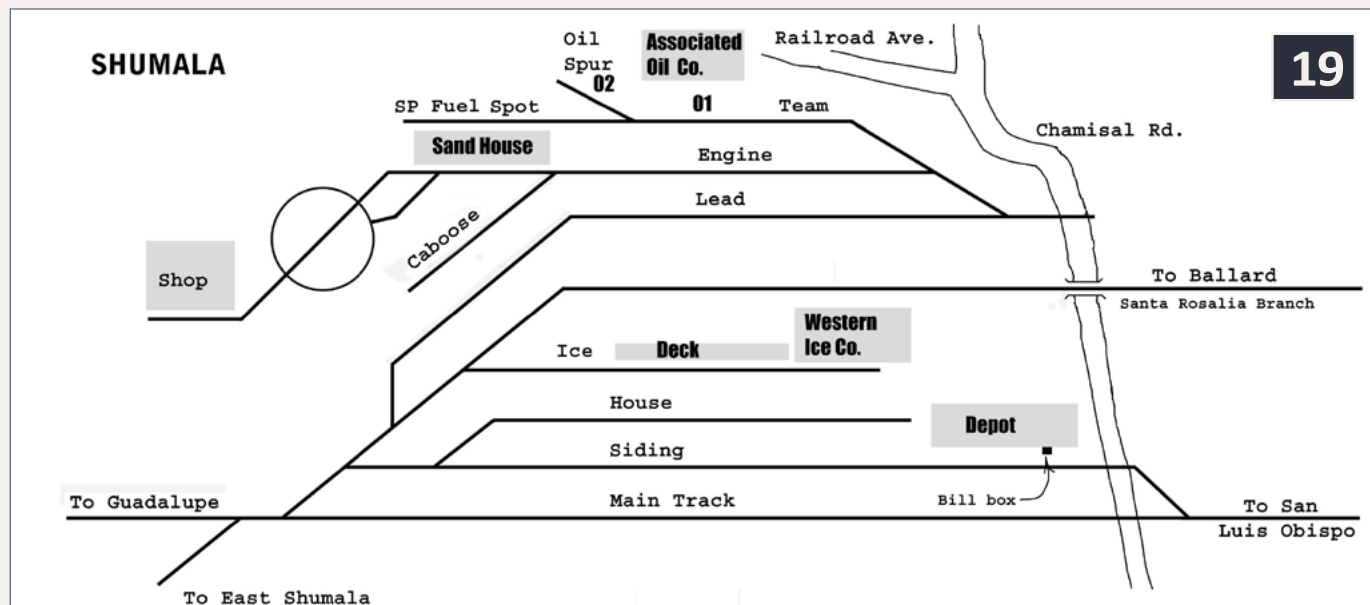 SHUMALA
19
Oil
Spur
02
Associated
Oil Co.
Railroad Ave.
SP Fuel Spot
01
Team
Chamisal Rd.
Sand House
Engine
Lead
Caboose
Shop
To Ballard
Santa Rosalia Branch
Western
Ice Co.
Ice
Deck
House
Depot
Siding
To Guadalupe
Main Track
Bill box
To San
Luis Obispo
To East Shumala